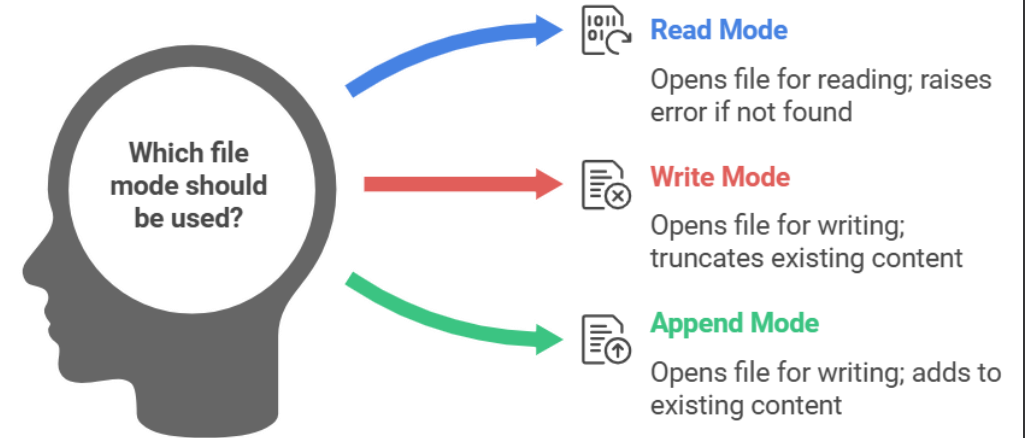 Which file
mode should
be used?
Read Mode
Opens file for reading; raises
error if not found
Write Mode
Opens file for writing;
truncates existing content
Append Mode
Opens file for writing; adds to
existing content